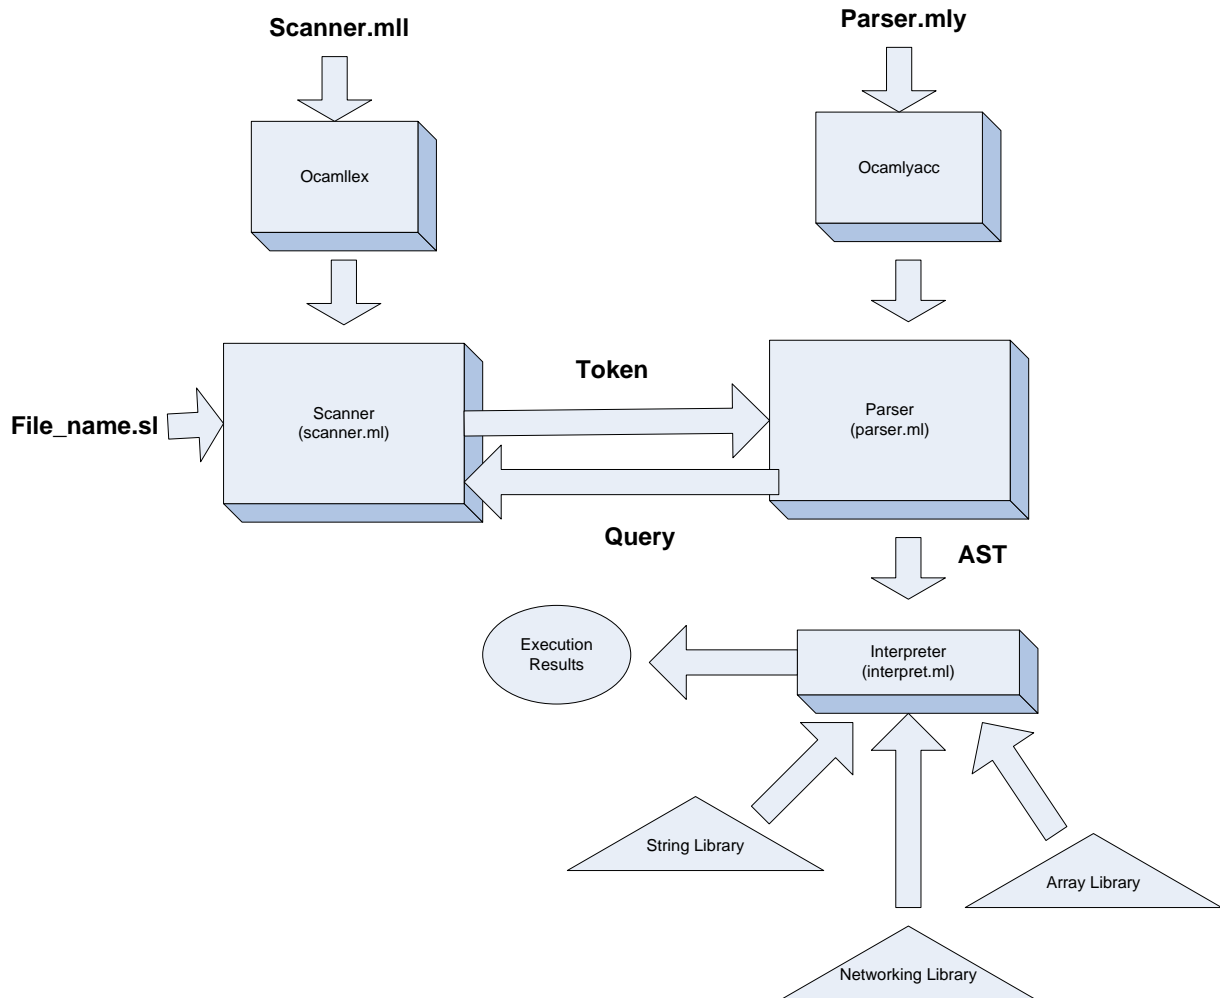 Scanner.mll
Parser.mly
Ocamllex
Ocamlyacc
Token
File_name.sl
Scanner
(scanner.ml)
Parser
(parser.ml)
Query
AST
Execution
Results
Interpreter
(interpret.ml)
String Library
Array Library
Networking Library